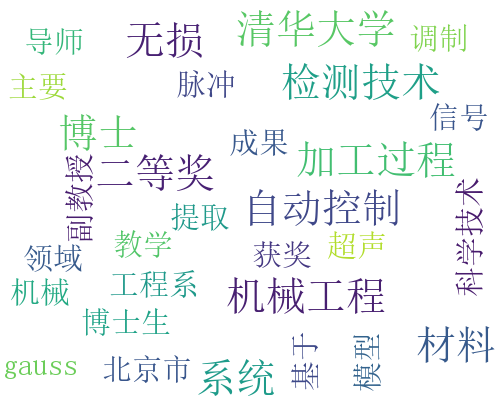 导师
无损
清华大学
调制
主要
脉冲
检测技术
信号
博士
成果
加工过程
副教授
二等奖
自动控制
科学技术
提取
教学
获奖
超声
领域
机械
工程系
机械工程
博士生
gauss
北京市
系统
基于
模型
材料